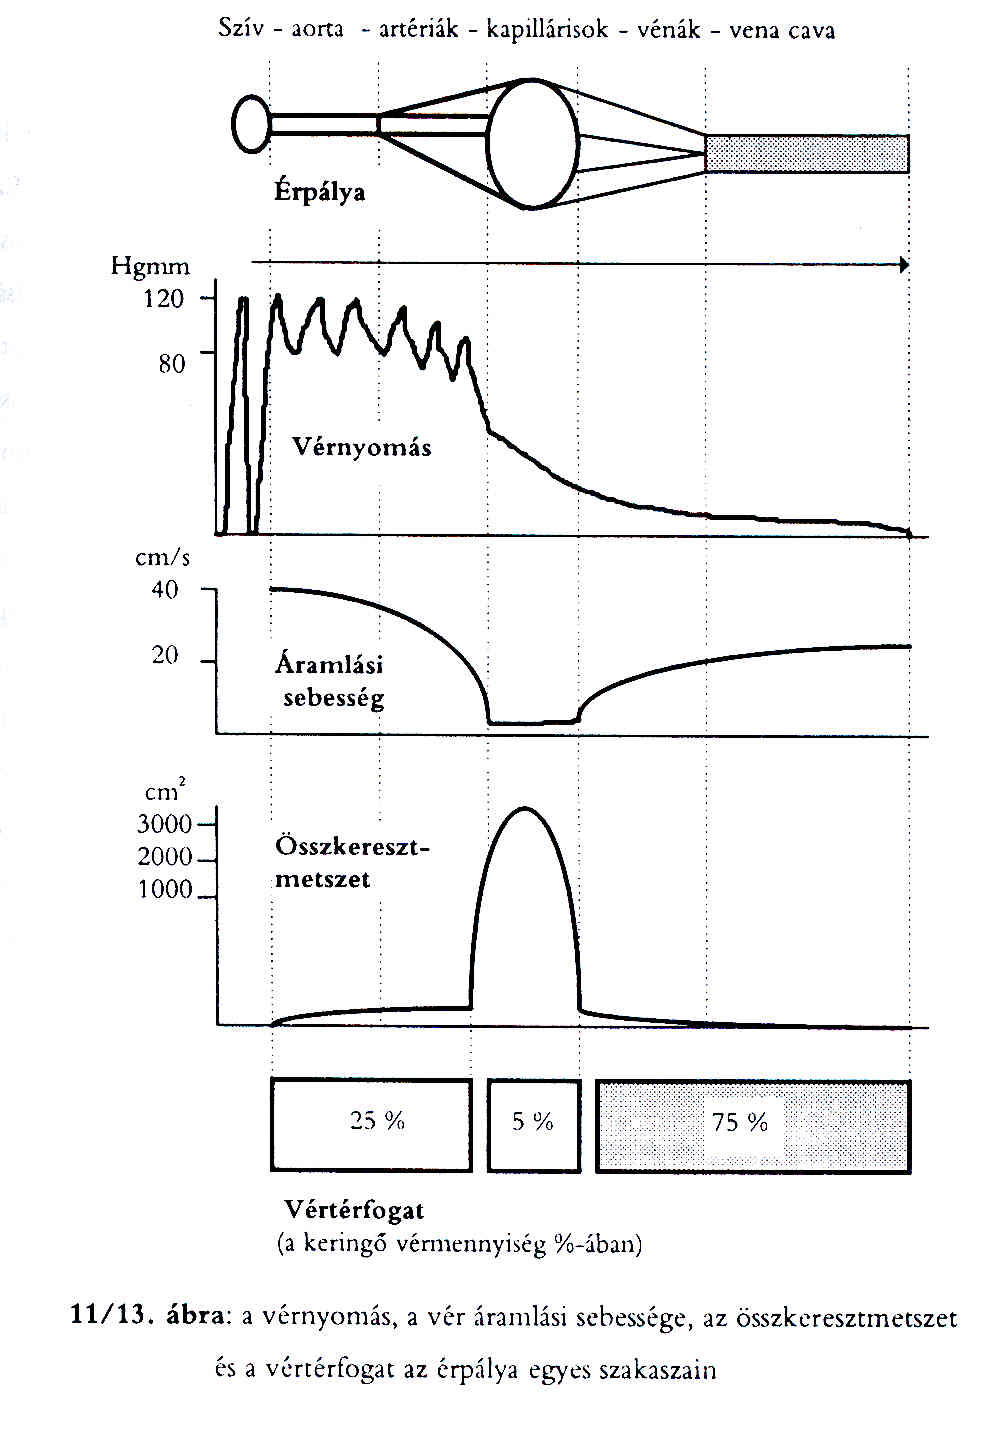 Szív - aorta - artériák - kapillárisok - vénák - vena cava
Érpálya
Hgmm
120
80
Vérnyomás
cm/s
40
20
Áramlási
sebesség
cm²
3000
2000
1000
Összkereszt-
metszet
25 %
5 %
75 %
Vértérfogat
(a keringő vérmennyiség %-ában)
11/13. ábra: a vérnyomás, a vér áramlási sebessége, az összkeresztmetszet
és a vértérfogat az érpálya egyes szakaszain